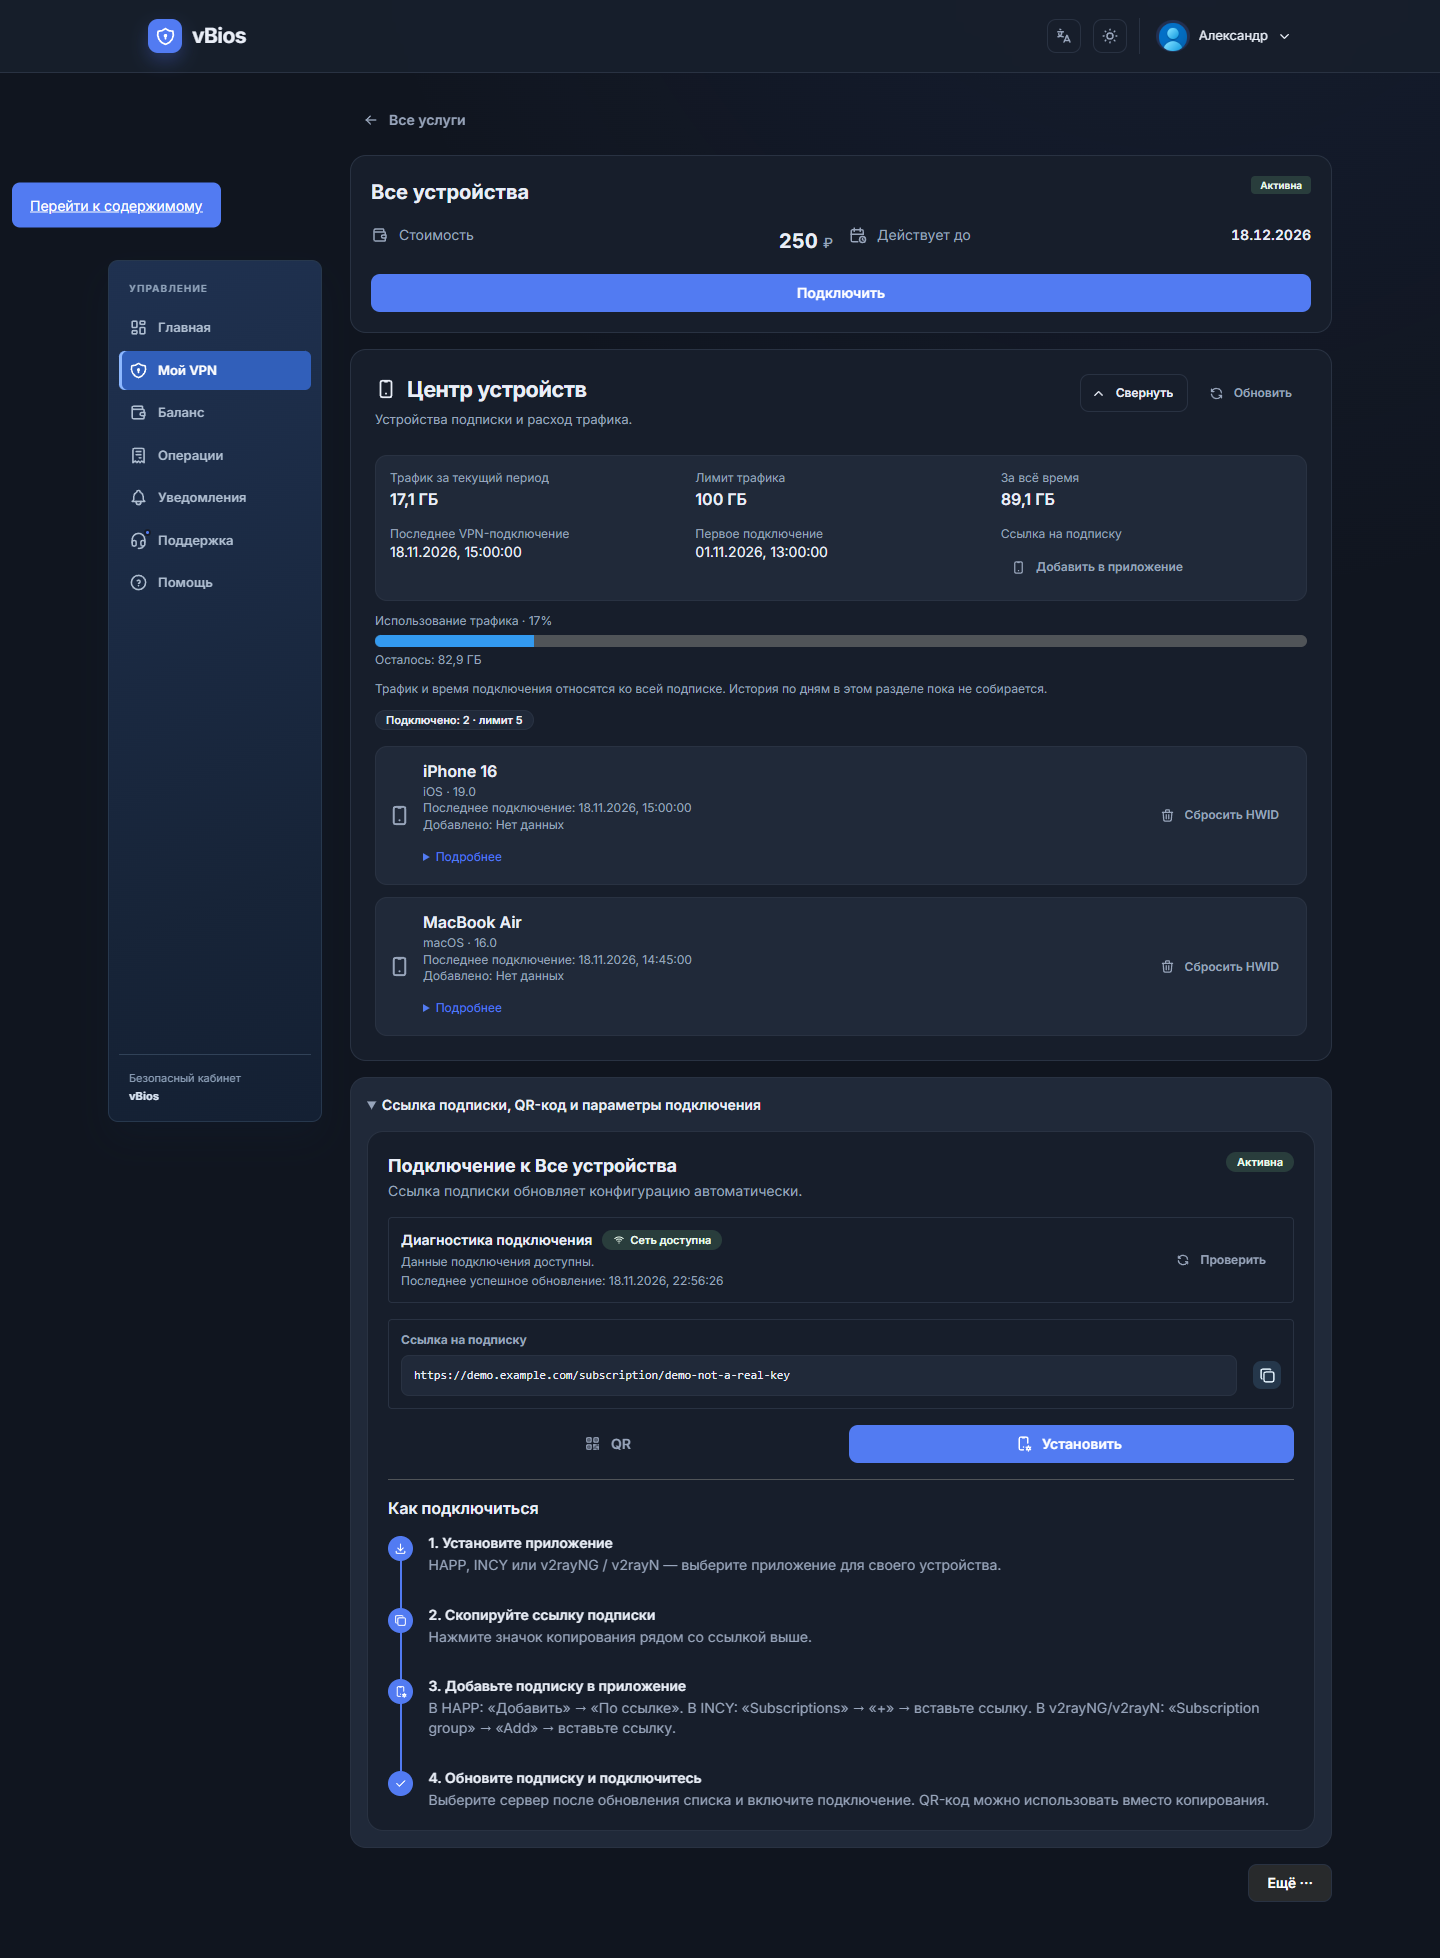 vBios
Александр
Все услуги
Перейти к содержимому
УПРАВЛЕНИЕ
Главная
Мой VPN
Баланс
Операции
Уведомления
Поддержка
Помощь
Безопасный кабинет
vBios
Все устройства
Активна
Стоимость
250 ₽
Действует до
18.12.2026
Подключить
Центр устройств
Устройства подписки и расход трафика.
Свернуть
Обновить
Трафик за текущий период
17,1 ГБ
Лимит трафика
100 ГБ
За всё время
89,1 ГБ
Последнее VPN-подключение
18.11.2026, 15:00:00
Первое подключение
01.11.2026, 13:00:00
Ссылка на подписку
Добавить в приложение
Использование трафика · 17%
Осталось: 82,9 ГБ
Трафик и время подключения относятся ко всей подписке. История по дням в этом разделе пока не собирается.
Подключено: 2 · лимит 5
iPhone 16
iOS · 19.0
Последнее подключение: 18.11.2026, 15:00:00
Добавлено: Нет данных
Подробнее
Сбросить HWID
MacBook Air
macOS · 16.0
Последнее подключение: 18.11.2026, 14:45:00
Добавлено: Нет данных
Подробнее
Сбросить HWID
Ссылка подписки, QR-код и параметры подключения
Подключение к Все устройства
Активна
Ссылка подписки обновляет конфигурацию автоматически.
Диагностика подключения
Сеть доступна
Данные подключения доступны.
Последнее успешное обновление: 18.11.2026, 22:56:26
Проверить
Ссылка на подписку
https://demo.example.com/subscription/demo-not-a-real-key
QR
Установить
Как подключиться
1. Установите приложение
HAPP, INCY или v2rayNG / v2rayN — выберите приложение для своего устройства.
2. Скопируйте ссылку подписки
Нажмите значок копирования рядом со ссылкой выше.
3. Добавьте подписку в приложение
В HAPP: «Добавить» → «По ссылке». В INCY: «Subscriptions» → «+» → вставьте ссылку. В v2rayNG/v2rayN: «Subscription
group» → «Add» → вставьте ссылку.
4. Обновите подписку и подключитесь
Выберите сервер после обновления списка и включите подключение. QR-код можно использовать вместо копирования.
Ещё ···